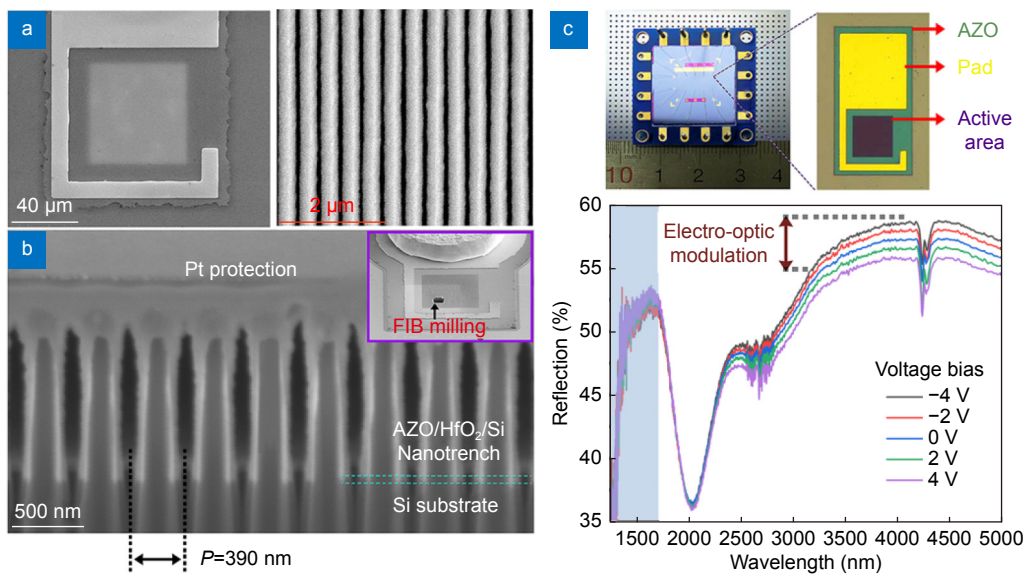 a
40 μm
2 μm
b
Pt protection
FIB milling
AZO/HfO₂/Si
Nanotrench
Si substrate
500 nm
P=390 nm
c
10 1 2 3 4
AZO
Pad
Active
area
60
55
50
45
40
35
Reflection (%)
Electro-optic
modulation
Voltage bias
−4 V
−2 V
0 V
2 V
4 V
1500 2000 2500 3000 3500 4000 4500 5000
Wavelength (nm)